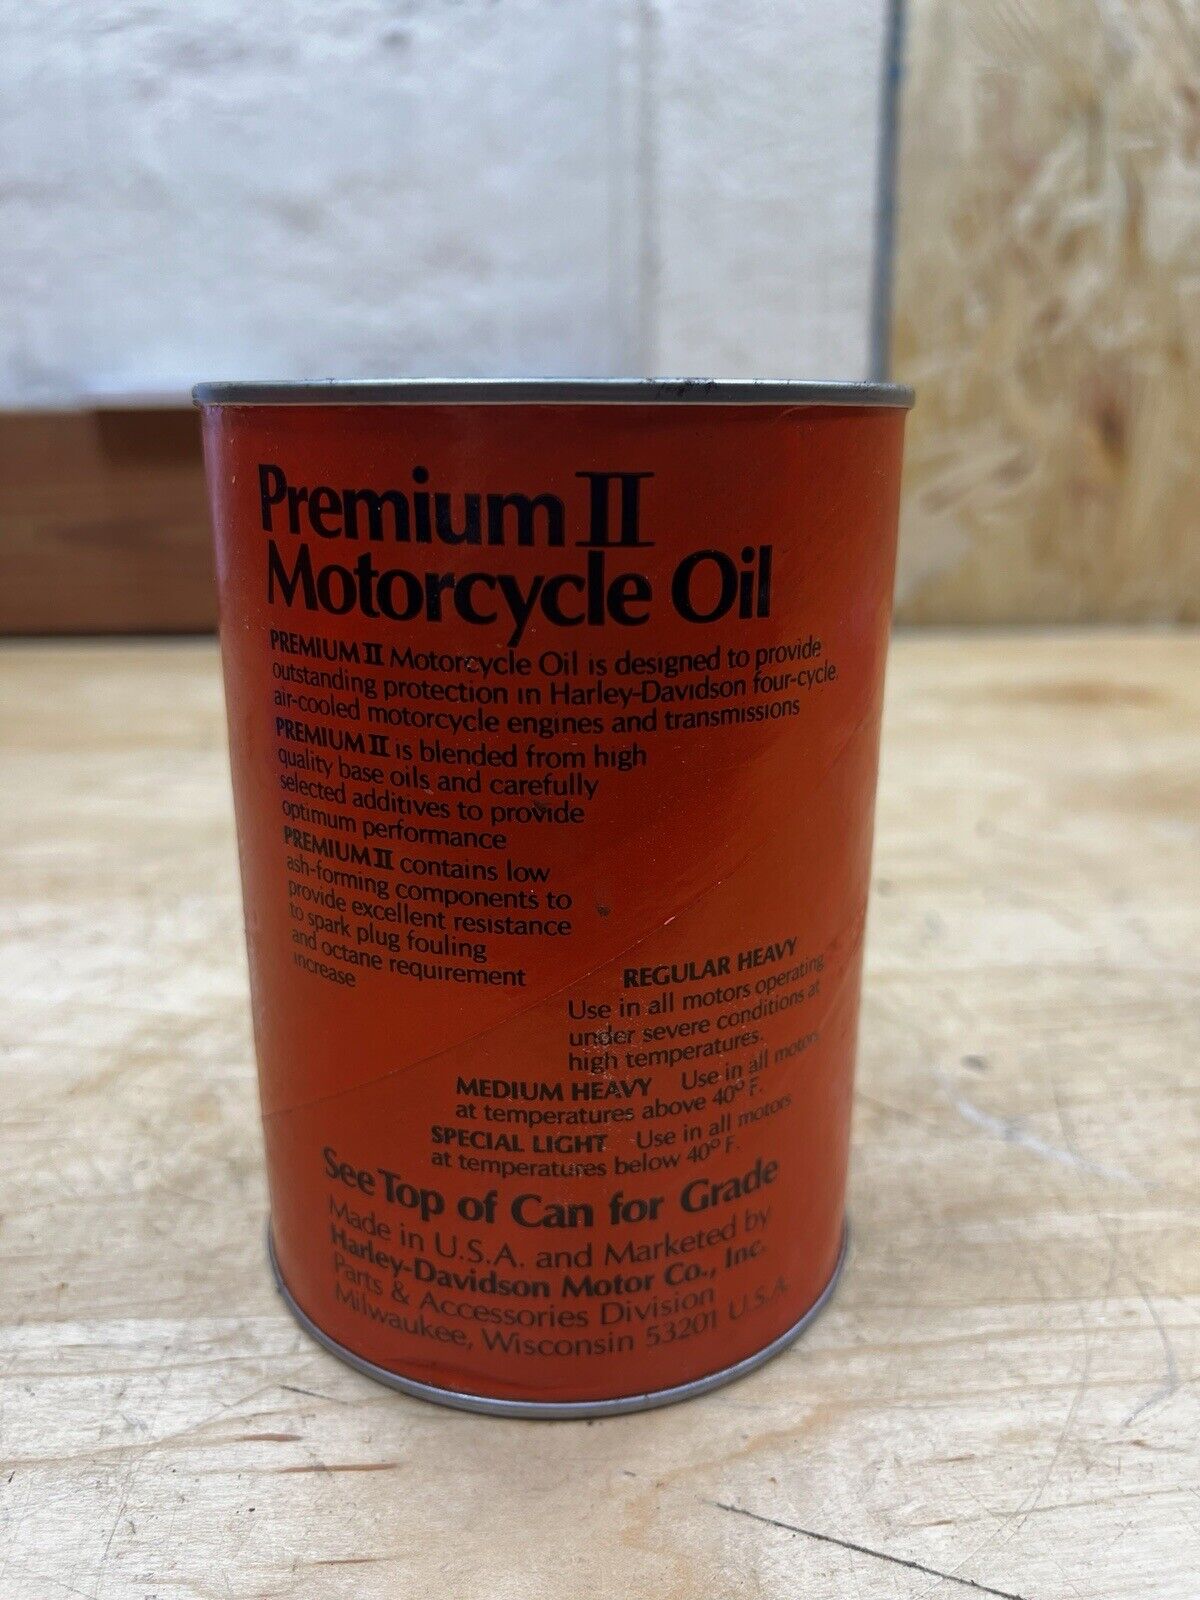 Premium II
Motorcycle Oil
PREMIUM II Motorcycle Oil is designed to provide
outstanding protection in Harley-Davidson four-cycle,
air-cooled motorcycle engines and transmissions
PREMIUM II is blended from high
quality base oils and carefully
selected additives to provide
optimum performance
PREMIUM II contains low
ash-forming components to
provide excellent resistance
to spark plug fouling
and octane requirement
increase
REGULAR HEAVY
Use in all motors operating
under severe conditions at
high temperatures.
MEDIUM HEAVY Use in all motors
at temperatures above 40º F.
SPECIAL LIGHT Use in all motors
at temperatures below 40º F.
See Top of Can for Grade
Made in U.S.A. and Marketed by
Harley-Davidson Motor Co., Inc.
Parts & Accessories Division
Milwaukee, Wisconsin 53201 U.S.A.